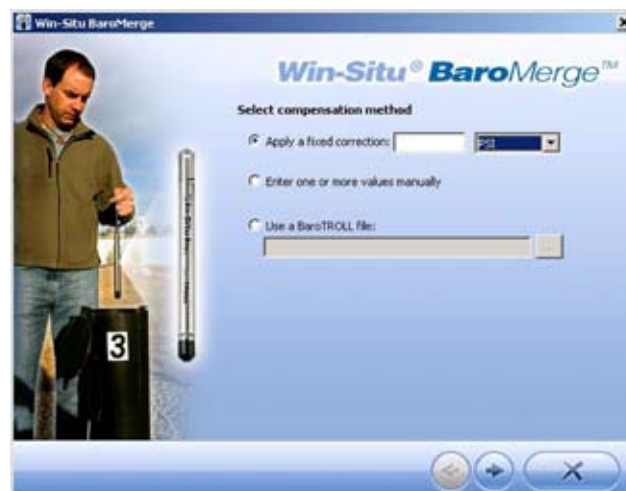 Win-Situ BaroMerge
Win-Situ® BaroMerge™
Select compensation method
Apply a fixed correction:
PSI
Enter one or more values manually
Use a BaroTROLL file:
...
3